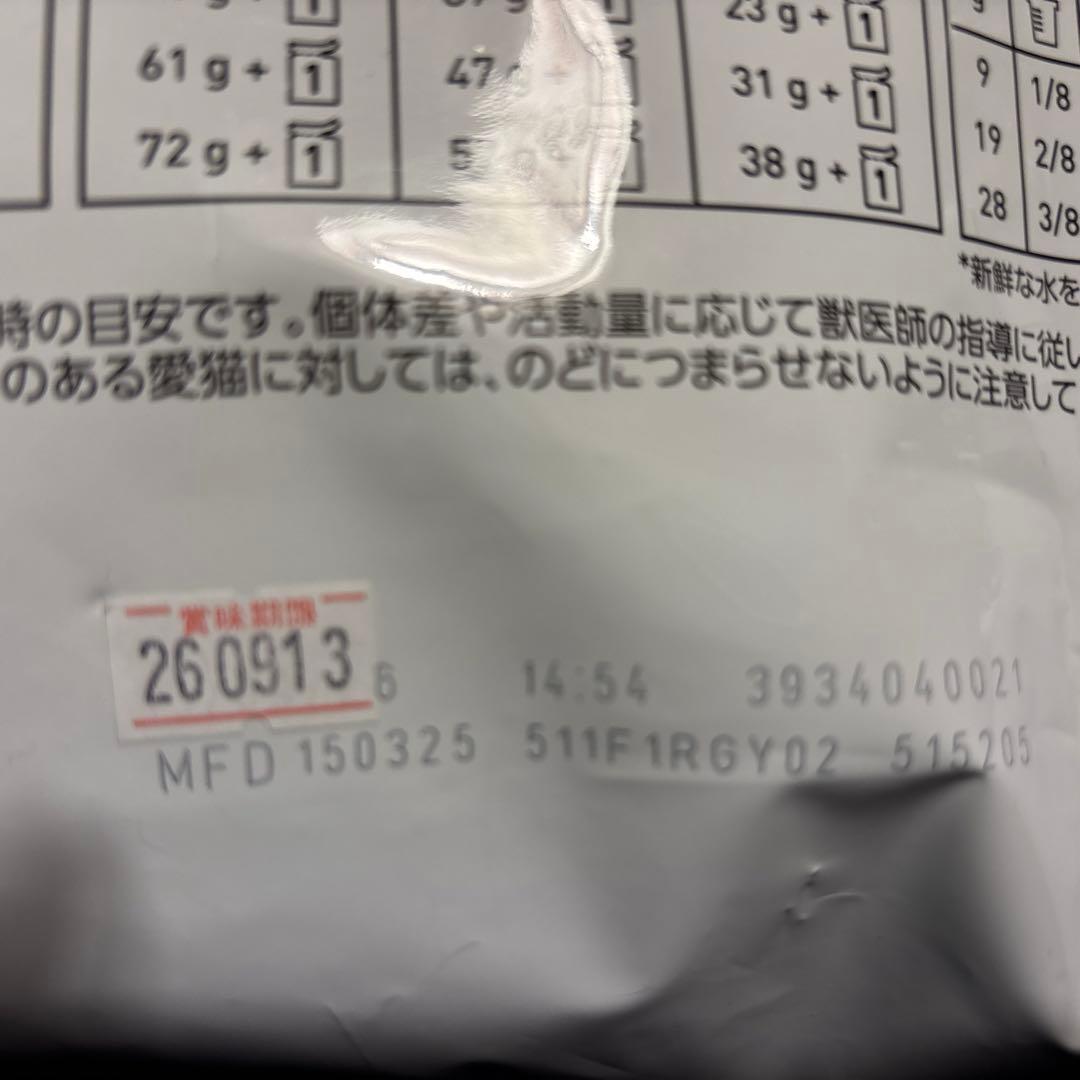 23 g + 1
61 g + 1
47 g
31 g + 1
72 g + 1
38 g + 1
9 1/8
19 2/8
28 3/8
*新鮮な水を
時の目安です。個体差や活動量に応じて獣医師の指導に従い
のある愛猫に対しては、のどにつまらせないように注意して
賞味期限
260913
6 14:54 3934040021
MFD 150325 511F1RGY02 515205